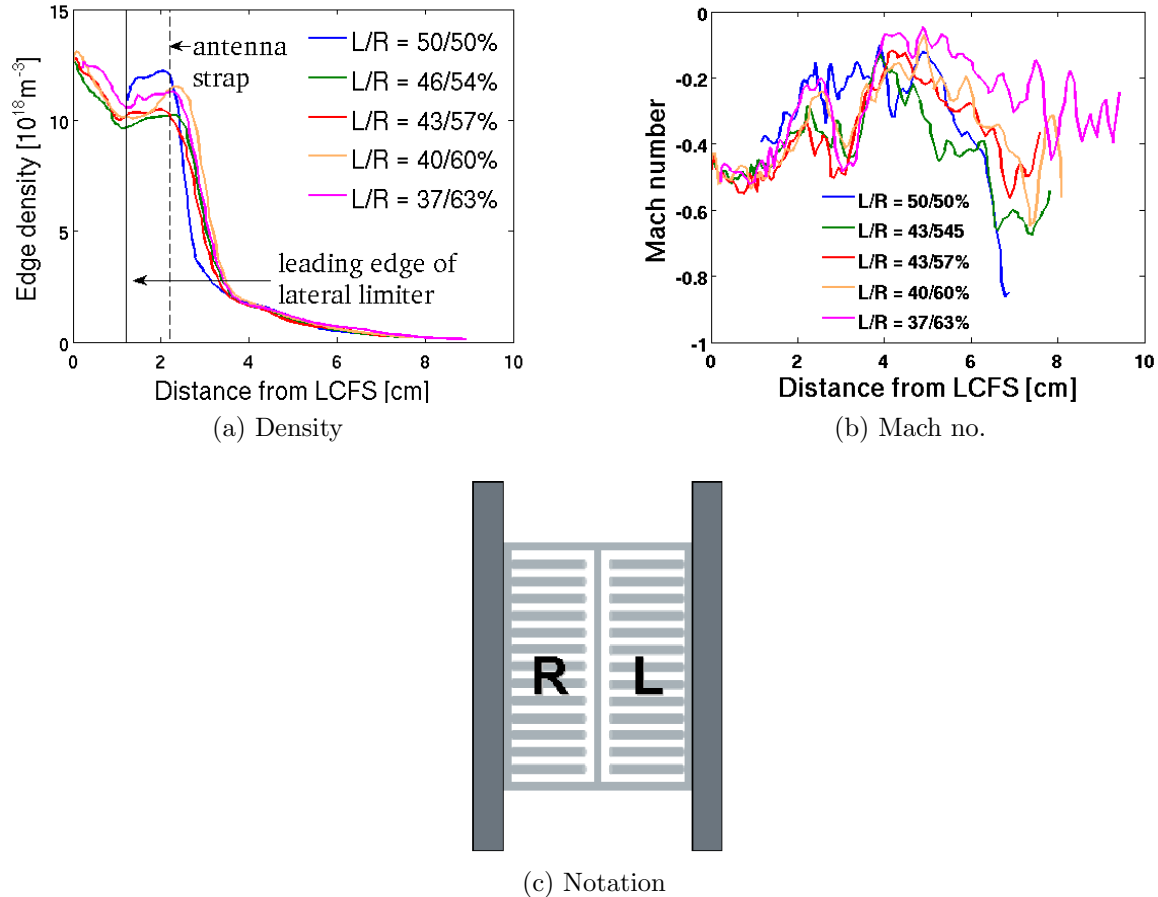 15
10
5
0
0
2
4
6
8
10
Edge density [10¹⁸m⁻³]
antenna
strap
L/R = 50/50%
L/R = 46/54%
L/R = 43/57%
L/R = 40/60%
L/R = 37/63%
leading edge of
lateral limiter
Distance from LCFS [cm]
(a) Density
0
-0.2
-0.4
-0.6
-0.8
-1
0
2
4
6
8
10
Mach number
L/R = 50/50%
L/R = 43/545
L/R = 43/57%
L/R = 40/60%
L/R = 37/63%
Distance from LCFS [cm]
(b) Mach no.
R L
(c) Notation